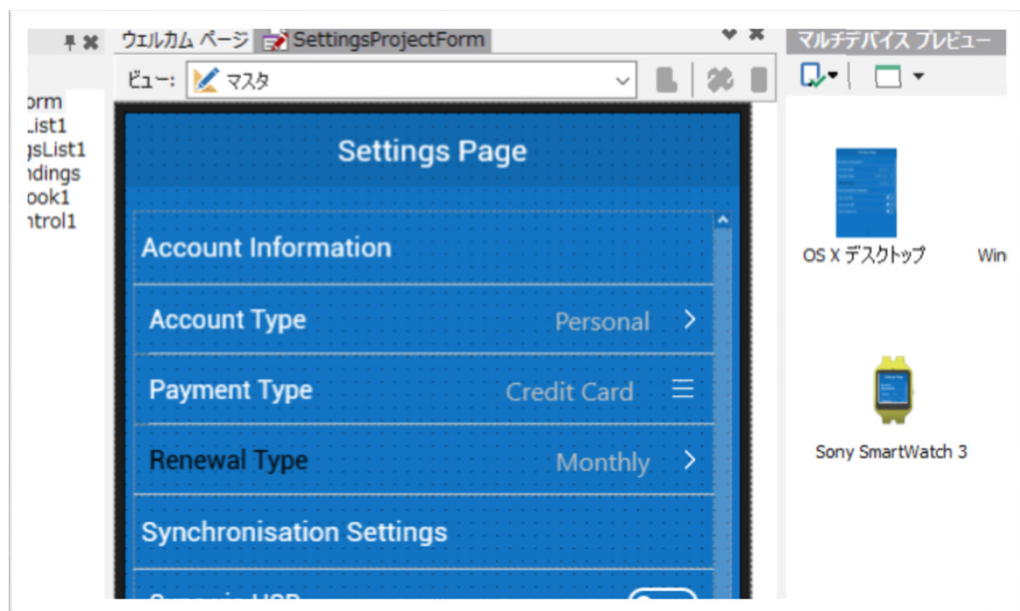 ウェルカム ページ SettingsProjectForm
マルチデバイス プレビュー
ビュー: マスタ
orm
List1
gsList1
ndings
ook1
ntrol1
Settings Page
Account Information
Account Type Personal
Payment Type Credit Card
Renewal Type Monthly
Synchronisation Settings
OS X デスクトップ
Win
Sony SmartWatch 3